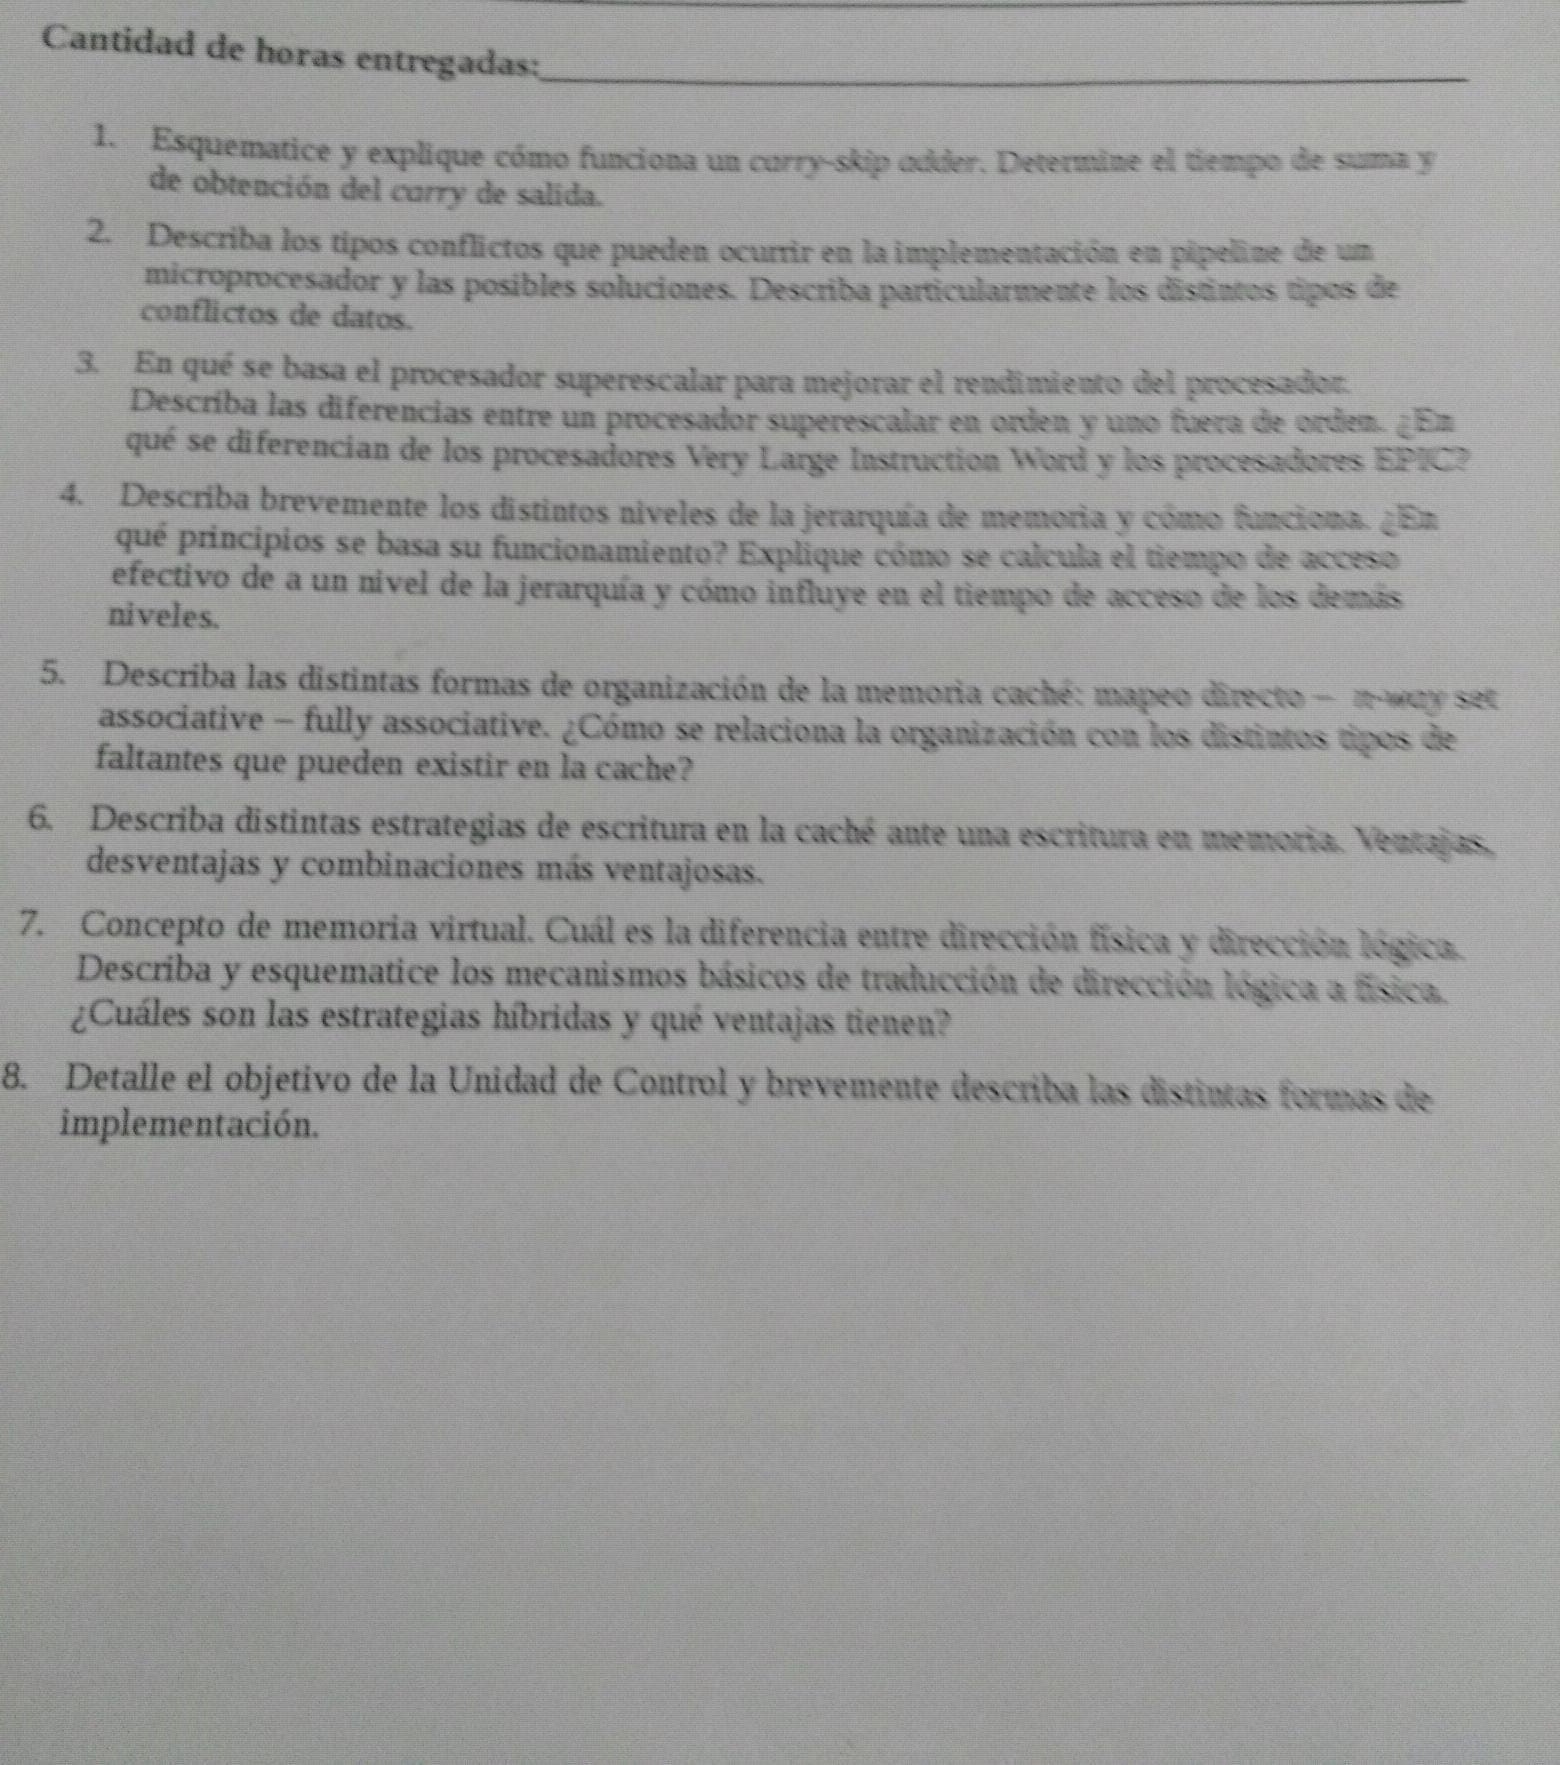 Cantidad de horas entregadas:
1. Esquematice y explique cómo funciona un carry-skip adder. Determine el tiempo de suma y
de obtención del carry de salida.
2. Describa los tipos conflictos que pueden ocurrir en la implementación en pipeline de un
microprocesador y las posibles soluciones. Describa particularmente los distintos tipos de
conflictos de datos.
3. En qué se basa el procesador superescalar para mejorar el rendimiento del procesador.
Describa las diferencias entre un procesador superescalar en orden y uno fuera de orden. ¿En
qué se diferencian de los procesadores Very Large Instruction Word y los procesadores EPIC?
4. Describa brevemente los distintos niveles de la jerarquía de memoria y cómo funciona. ¿En
qué principios se basa su funcionamiento? Explique cómo se calcula el tiempo de acceso
efectivo de a un nivel de la jerarquía y cómo influye en el tiempo de acceso de los demás
niveles.
5. Describa las distintas formas de organización de la memoria caché: mapeo directo – n-way set
associative – fully associative. ¿Cómo se relaciona la organización con los distintos tipos de
faltantes que pueden existir en la cache?
6. Describa distintas estrategias de escritura en la caché ante una escritura en memoria. Ventajas,
desventajas y combinaciones más ventajosas.
7. Concepto de memoria virtual. Cuál es la diferencia entre dirección física y dirección lógica.
Describa y esquematice los mecanismos básicos de traducción de dirección lógica a física.
¿Cuáles son las estrategias híbridas y qué ventajas tienen?
8. Detalle el objetivo de la Unidad de Control y brevemente describa las distintas formas de
implementación.